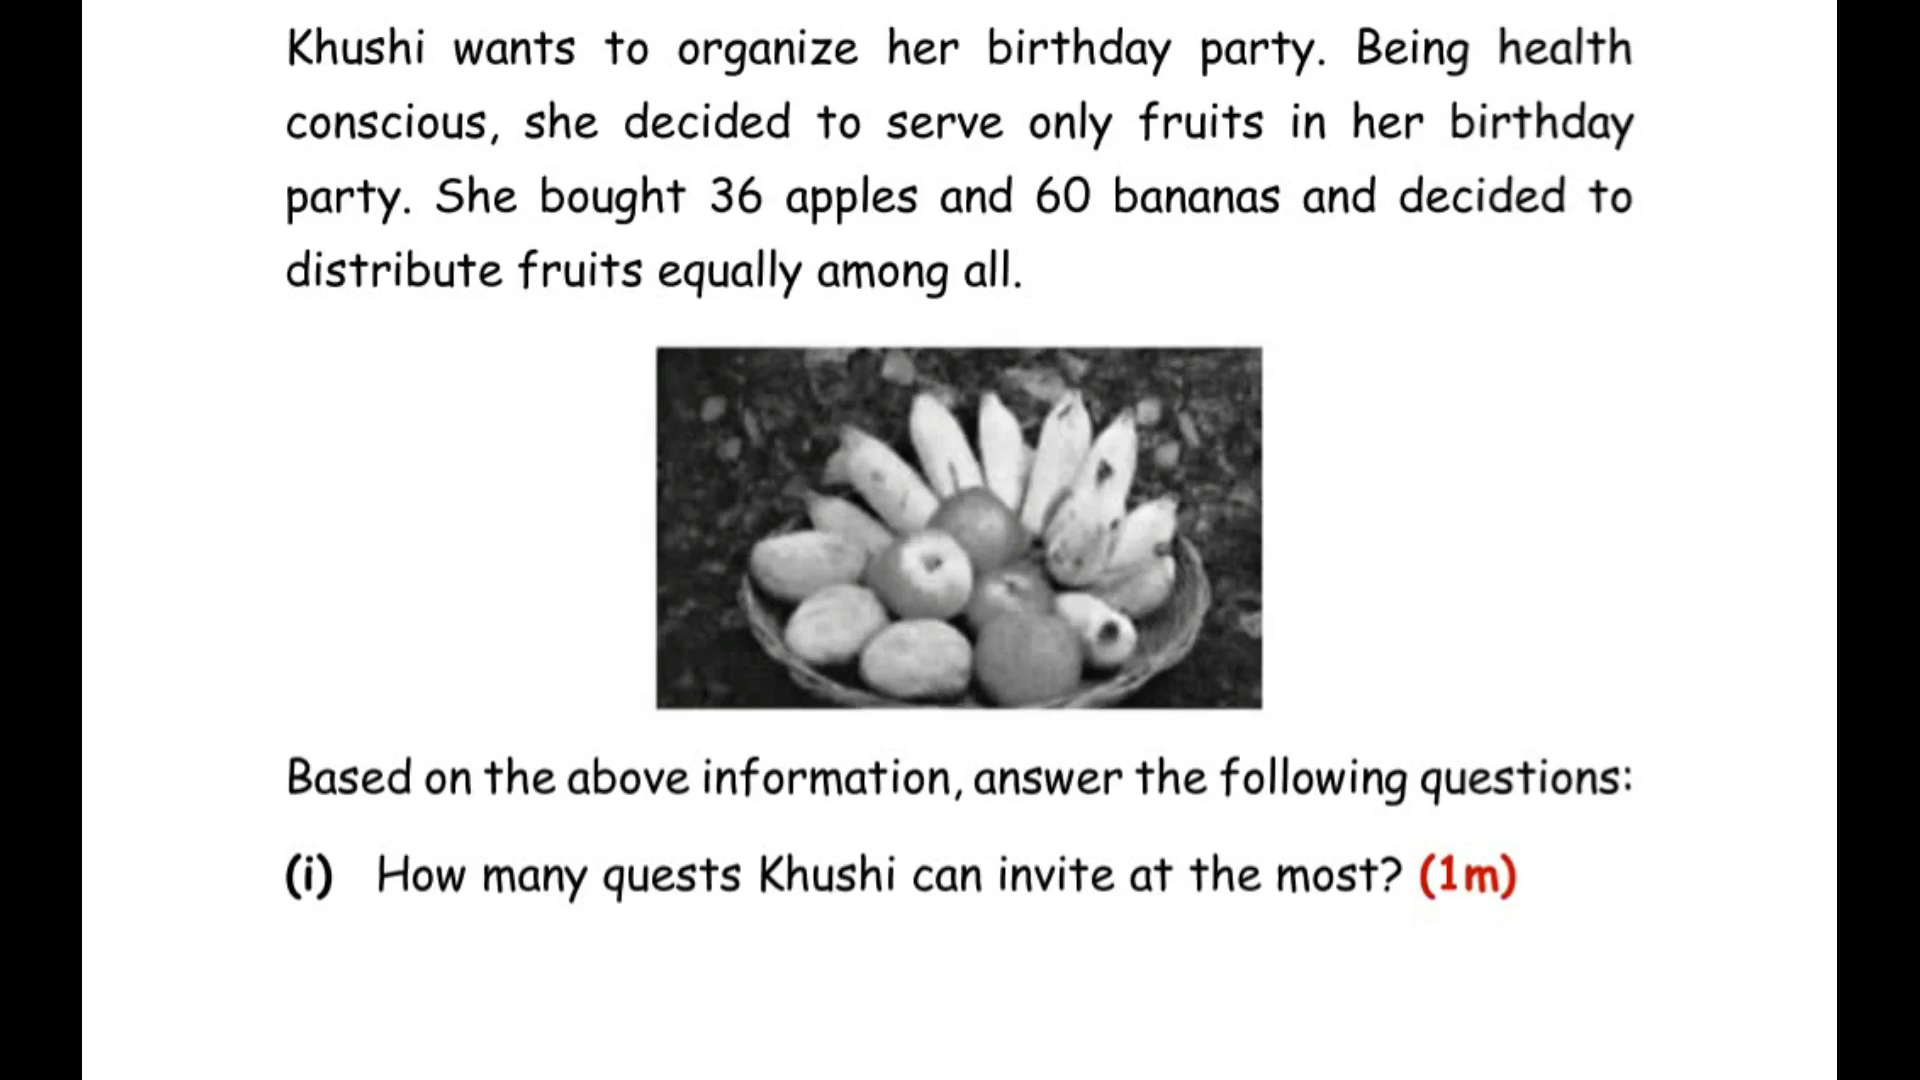 Khushi wants to organize her birthday party. Being health
conscious, she decided to serve only fruits in her birthday
party. She bought 36 apples and 60 bananas and decided to
distribute fruits equally among all.
Based on the above information, answer the following questions:
(i) How many quests Khushi can invite at the most? (1m)